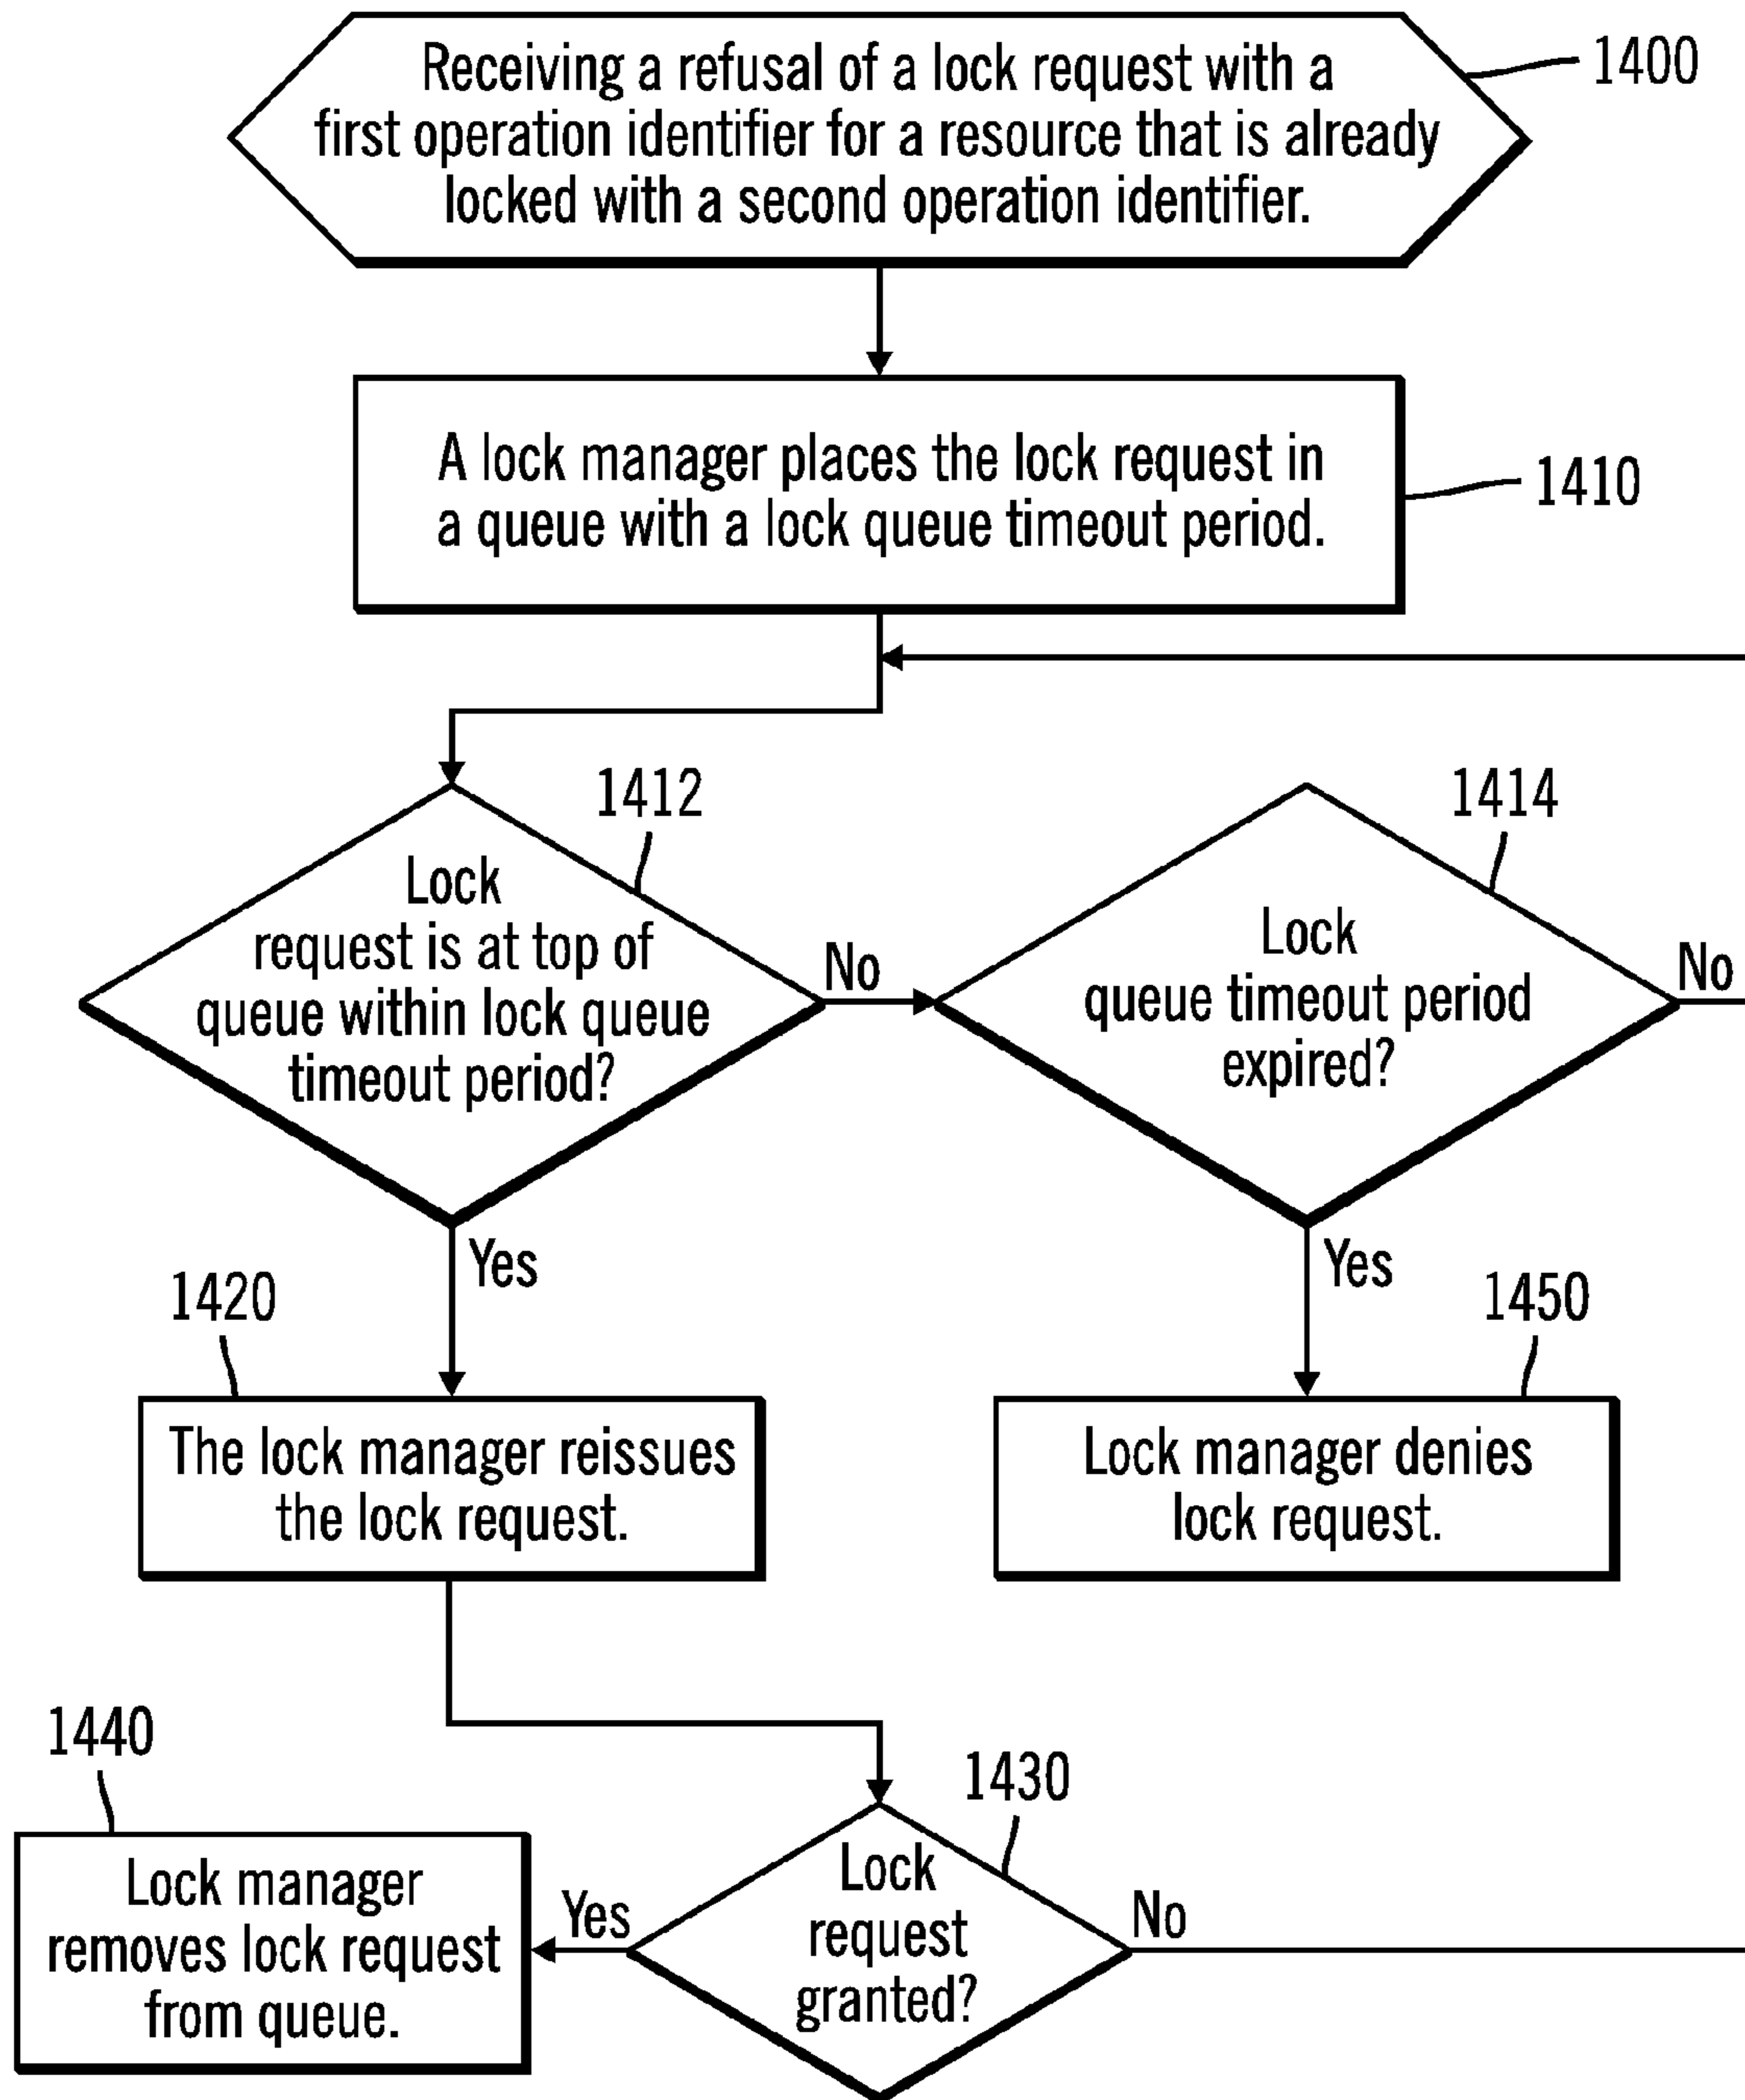 Receiving a refusal of a lock request with a
first operation identifier for a resource that is already
locked with a second operation identifier.
1400
A lock manager places the lock request in
a queue with a lock queue timeout period.
1410
1412
Lock
request is at top of
queue within lock queue
timeout period?
No
Yes
1414
Lock
queue timeout period
expired?
No
Yes
1420
The lock manager reissues
the lock request.
1450
Lock manager denies
lock request.
1440
Lock manager
removes lock request
from queue.
Yes
1430
Lock
request
granted?
No